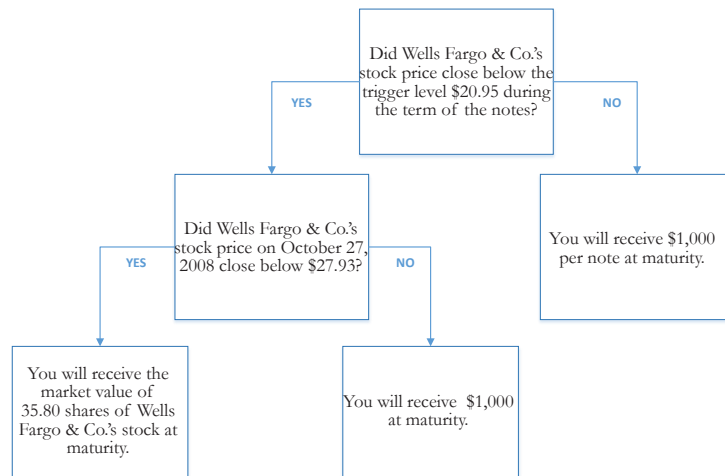 Did Wells Fargo & Co.'s
stock price close below the
trigger level $20.95 during
the term of the notes?
YES
NO
Did Wells Fargo & Co.'s
stock price on October 27,
2008 close below $27.93?
You will receive $1,000
per note at maturity.
YES
NO
You will receive the
market value of
35.80 shares of Wells
Fargo & Co.'s stock at
maturity.
You will receive $1,000
at maturity.